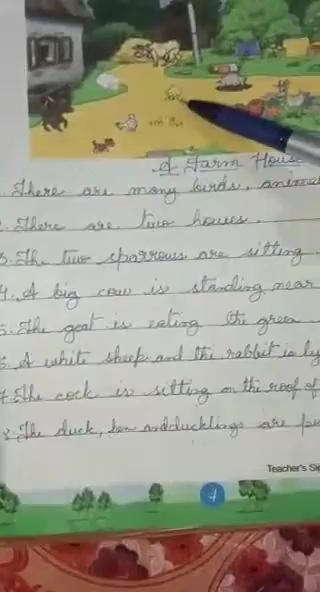 A Farm House
1. There are many birds, animal
2. There are two houses.
3. The two sparrows are sitting
4. A big cow is standing near
5. The goat is eating the green
6. A white sheep and the rabbit is ly
7. The cock is sitting on the roof of
8. The duck, hen and ducklings are
Teacher's Si
4